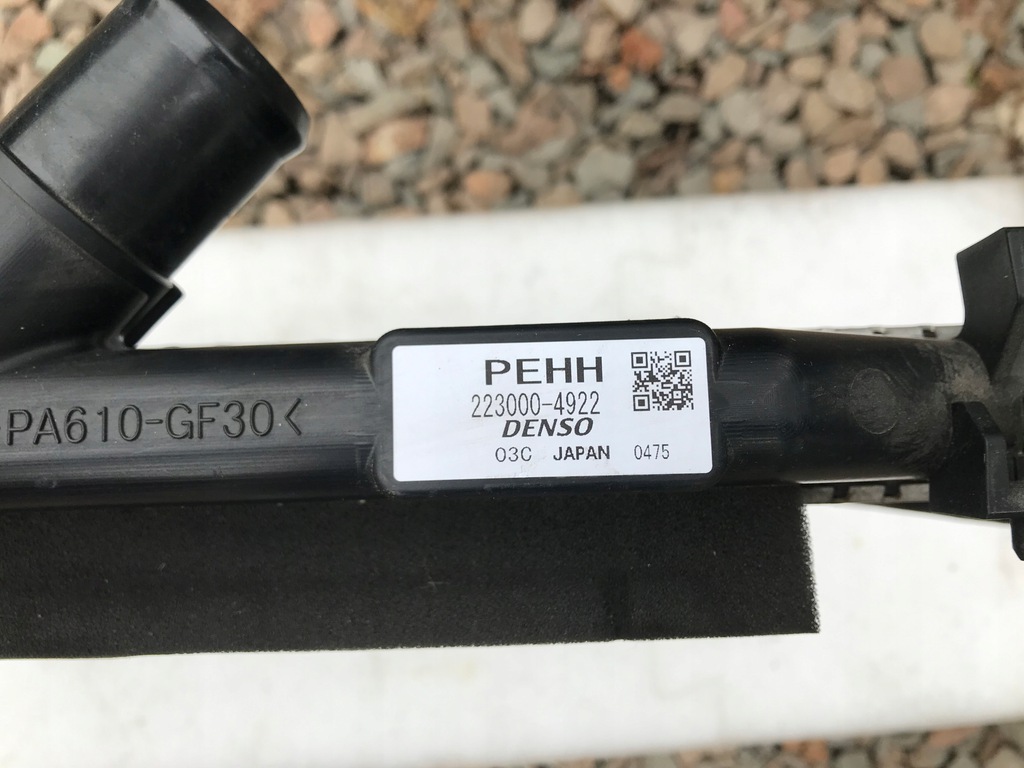 PEHH
223000-4922
DENSO
03C JAPAN 0475
>PA610-GF30<